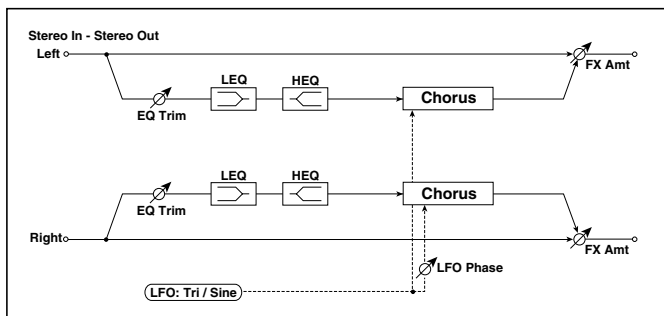 Stereo In - Stereo Out
Left
FX Amt
LEQ
HEQ
EQ Trim
Chorus
LEQ
HEQ
EQ Trim
Chorus
Right
FX Amt
LFO Phase
LFO: Tri / Sine